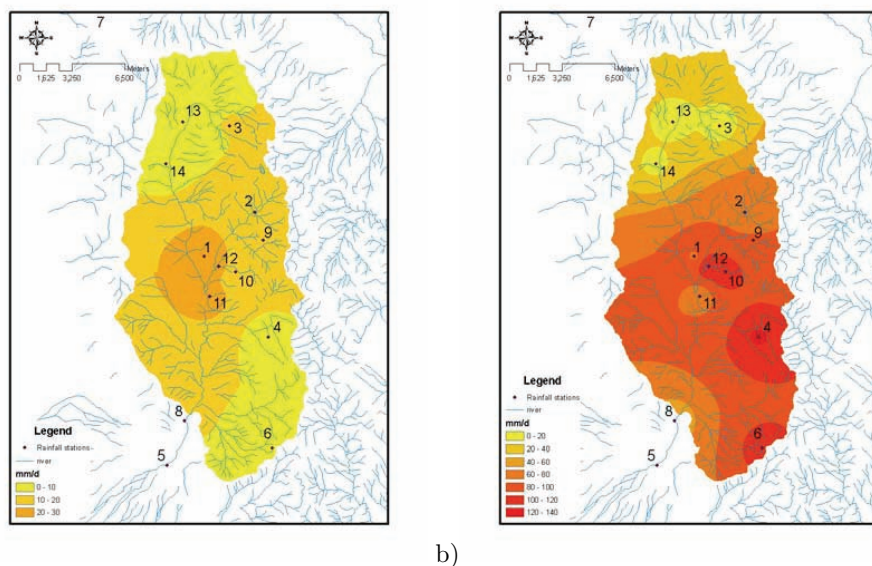 7
N
W E
S
Meters
0 1,625 3,250 6,500
13
3
14
2
9
1
12
10
11
4
8
6
5
Legend
Rainfall stations
river
mm/d
0 - 10
10 - 20
20 - 30
7
N
W E
S
Meters
0 1,625 3,250 6,500
13
3
14
2
9
1
12
10
11
4
8
6
5
Legend
Rainfall stations
river
mm/d
0 - 20
20 - 40
40 - 60
60 - 80
80 - 100
100 - 120
120 - 140
b)